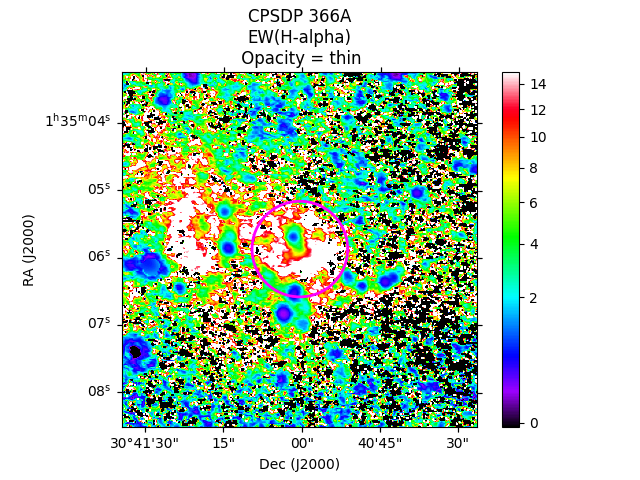 CPSDP 366A
EW(H-alpha)
Opacity = thin
1ʰ35ᵐ04ˢ
05ˢ
06ˢ
07ˢ
08ˢ
RA (J2000)
30°41'30"
15"
00"
40'45"
30"
Dec (J2000)
14
12
10
8
6
4
2
0